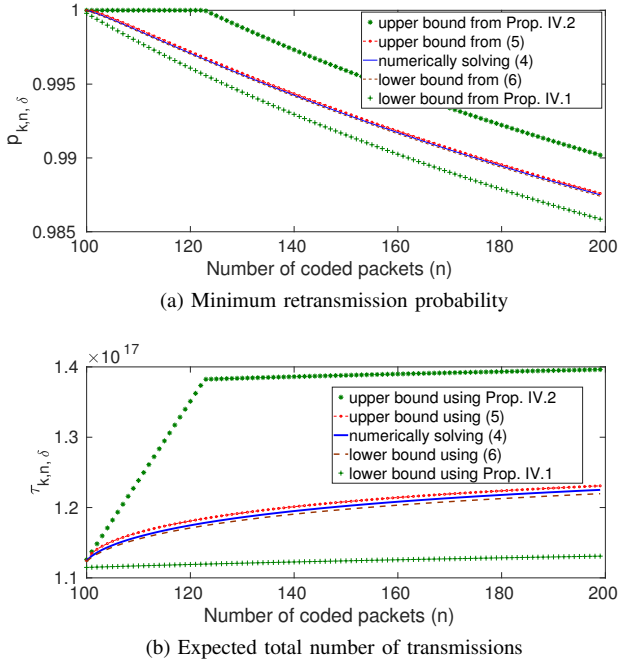 1
0.995
0.99
0.985
p k,n, δ
upper bound from Prop. IV.2
upper bound from (5)
numerically solving (4)
lower bound from (6)
lower bound from Prop. IV.1
100 120 140 160 180 200
Number of coded packets (n)
(a) Minimum retransmission probability
×10^17
1.4
1.3
1.2
1.1
τ k,n, δ
upper bound using Prop. IV.2
upper bound using (5)
numerically solving (4)
lower bound using (6)
lower bound using Prop. IV.1
100 120 140 160 180 200
Number of coded packets (n)
(b) Expected total number of transmissions